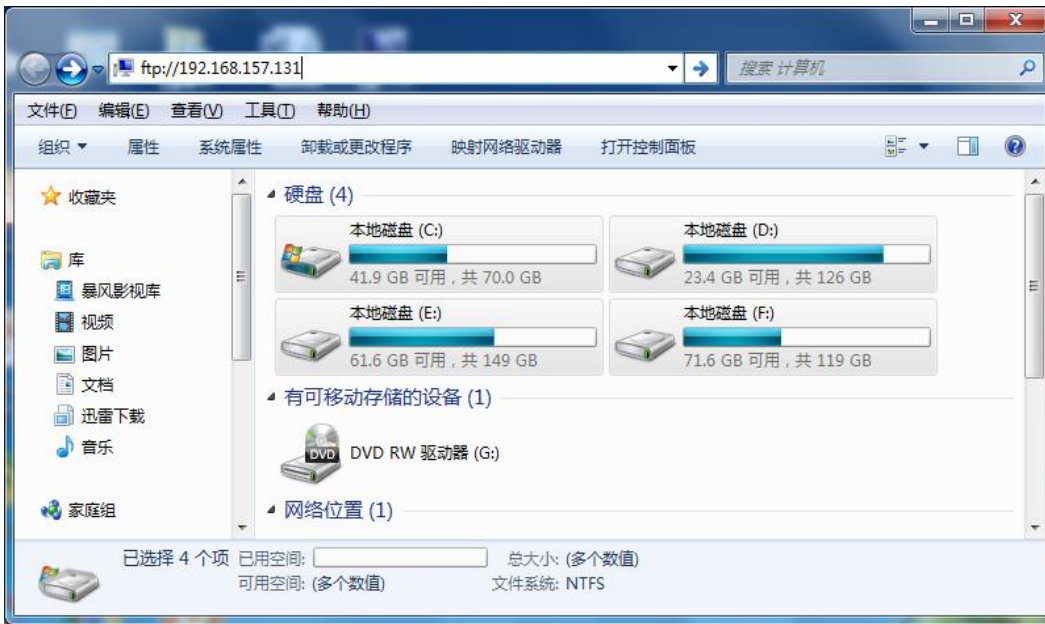 ftp://192.168.157.131
搜索 计算机
文件(F) 编辑(E) 查看(V) 工具(T) 帮助(H)
组织 属性 系统属性 卸载或更改程序 映射网络驱动器 打开控制面板
收藏夹
库
暴风影视库
视频
图片
文档
迅雷下载
音乐
家庭组
硬盘 (4)
本地磁盘 (C:)
41.9 GB 可用，共 70.0 GB
本地磁盘 (D:)
23.4 GB 可用，共 126 GB
本地磁盘 (E:)
61.6 GB 可用，共 149 GB
本地磁盘 (F:)
71.6 GB 可用，共 119 GB
有可移动存储的设备 (1)
DVD
DVD RW 驱动器 (G:)
网络位置 (1)
已选择 4 个项 已用空间: 总大小: (多个数值)
可用空间: (多个数值) 文件系统: NTFS